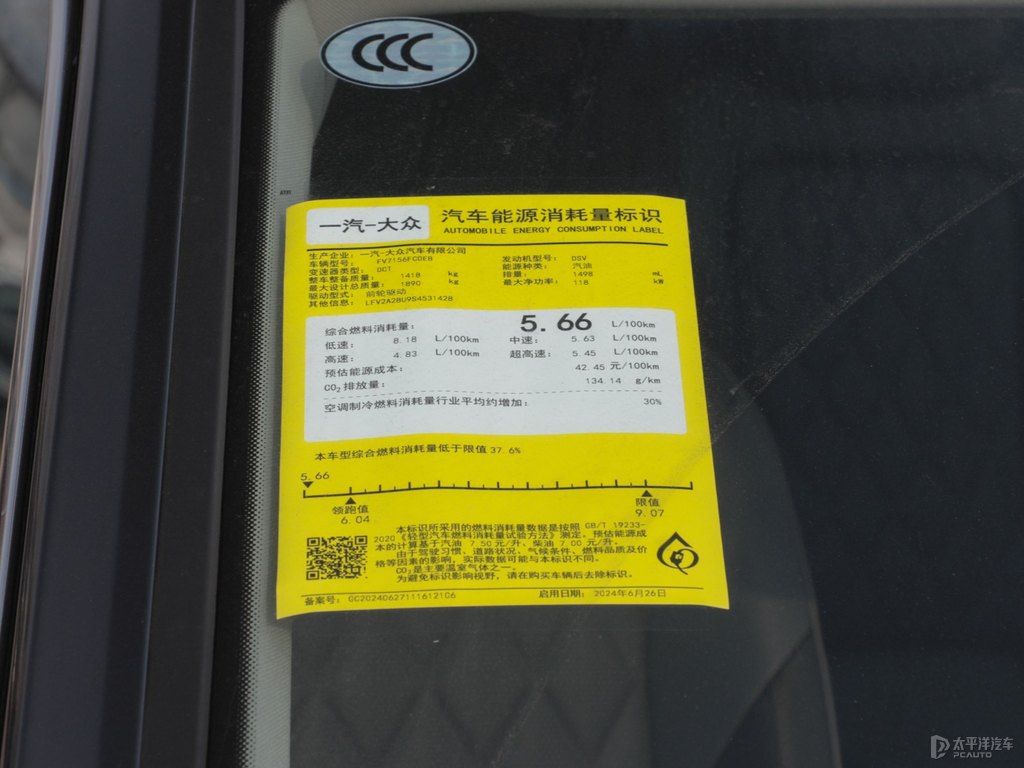 CCC
一汽-大众
汽车能源消耗量标识
AUTOMOBILE ENERGY CONSUMPTION LABEL
生产企业: 一汽-大众汽车有限公司
车辆型号: FV7156FCDEB 发动机型号: DSV
变速器类型: DCT 能源种类: 汽油
整车整备质量: 1418 kg 排量: 1498 mL
最大设计总质量: 1890 kg 最大净功率: 118 kW
驱动型式: 前轮驱动
其他信息: LFV2A2BU9S4531428
综合燃料消耗量: 5.66 L/100km
低速: 8.18 L/100km 中速: 5.63 L/100km
高速: 4.83 L/100km 超高速: 5.45 L/100km
预估能源成本: 42.45 元/100km
CO₂排放量: 134.14 g/km
空调制冷燃料消耗量行业平均约增加: 30%
本车型综合燃料消耗量低于限值37.6%
5.66
领跑值 限值
6.04 9.07
本标识所采用的燃料消耗量数据是按照 GB/T 19233-
2020《轻型汽车燃料消耗量试验方法》测定。预估能源成
本的计算基于汽油 7.50元/升、柴油 7.00元/升。
由于驾驶习惯、道路状况、气候条件、燃料品质及价
格等因素的影响,实际数据可能与本标识不同。
CO₂是主要温室气体之一。
为避免标识影响视野,请在购买车辆后去除标识。
备案号: GC20240627111612106 启用日期: 2024年6月26日
太平洋汽车
PCAUTO